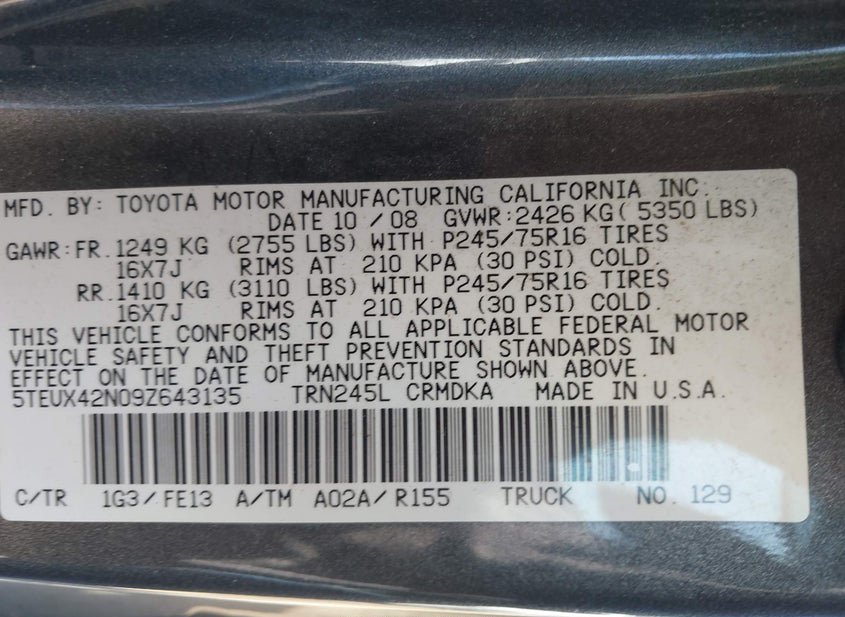 MFD. BY: TOYOTA MOTOR MANUFACTURING CALIFORNIA INC.
DATE 10 / 08 GVWR: 2426 KG( 5350 LBS)
GAWR: FR. 1249 KG (2755 LBS) WITH P245/75R16 TIRES
16X7J RIMS AT 210 KPA (30 PSI) COLD.
RR. 1410 KG (3110 LBS) WITH P245/75R16 TIRES
16X7J RIMS AT 210 KPA (30 PSI) COLD.
THIS VEHICLE CONFORMS TO ALL APPLICABLE FEDERAL MOTOR
VEHICLE SAFETY AND THEFT PREVENTION STANDARDS IN
EFFECT ON THE DATE OF MANUFACTURE SHOWN ABOVE.
5TEUX42N09Z643135 TRN245L CRMDKA MADE IN U.S.A.
C/TR 1G3/FE13 A/TM A02A/R155 TRUCK NO. 129